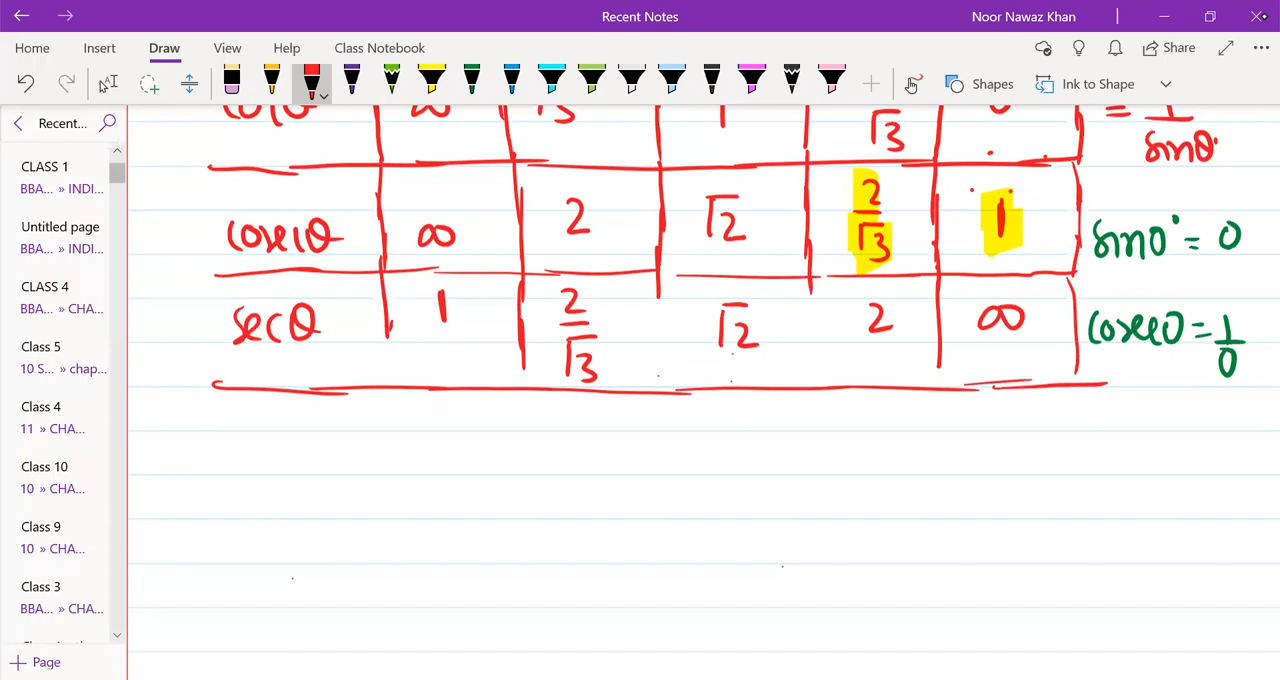 Recent Notes
Noor Nawaz Khan
Home Insert Draw View Help Class Notebook Share
Shapes Ink to Shape
Recent...
CLASS 1
BBA... » INDI...
Untitled page
BBA... » INDI...
CLASS 4
BBA... » CHA...
Class 5
10 S... » chap...
Class 4
11 » CHA...
Class 10
10 » CHA...
Class 9
10 » CHA...
Class 3
BBA... » CHA...
Page
cotθ ∞ √3 1 1/√3 0 = 1/sinθ
cosecθ ∞ 2 √2 2/√3 1 sin0° = 0
secθ 1 2/√3 √2 2 ∞ cosec0 = 1/0